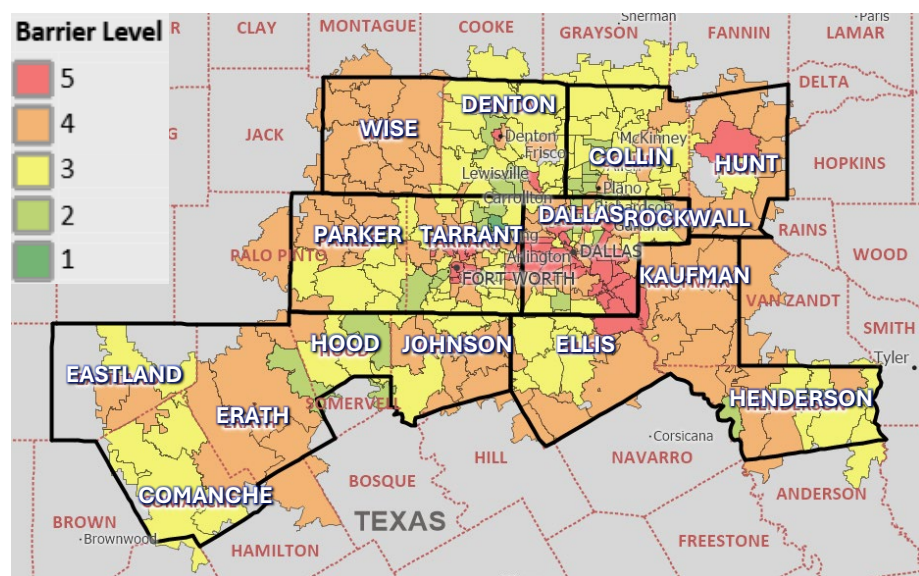 Barrier Level
5
4
3
2
1
CLAY
MONTAGUE
COOKE
GRAYSON
Sherman
FANNIN
LAMAR
Paris
DELTA
JACK
WISE
DENTON
Denton
Frisco
McKinney
COLLIN
HUNT
HOPKINS
Lewisville
Plano
Carrollton
Richardson
PARKER
TARRANT
DALLAS
ROCKWALL
RAINS
WOOD
PALO PINTO
Arlington
DALLAS
FORT WORTH
KAUFMAN
VAN ZANDT
SMITH
Tyler
EASTLAND
HOOD
JOHNSON
ELLIS
ERATH
SOMERVELL
HENDERSON
Corsicana
HILL
NAVARRO
BOSQUE
ANDERSON
COMANCHE
BROWN
Brownwood
TEXAS
HAMILTON
FREESTONE